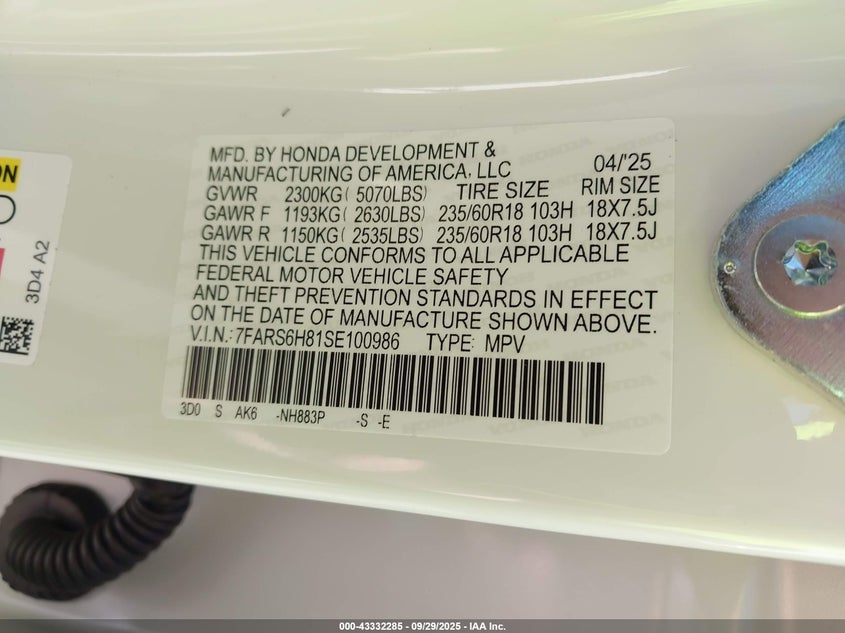 MFD. BY HONDA DEVELOPMENT &
MANUFACTURING OF AMERICA, LLC 04/'25
GVWR 2300KG ( 5070LBS) TIRE SIZE RIM SIZE
GAWR F 1193KG ( 2630LBS) 235/60R18 103H 18X7.5J
GAWR R 1150KG ( 2535LBS) 235/60R18 103H 18X7.5J
THIS VEHICLE CONFORMS TO ALL APPLICABLE
FEDERAL MOTOR VEHICLE SAFETY
AND THEFT PREVENTION STANDARDS IN EFFECT
ON THE DATE OF MANUFACTURE SHOWN ABOVE.
V.I.N.:7FARS6H81SE100986 TYPE: MPV
3D0 S AK6 -NH883P -S -E
3D4 A2
000-43332285 - 09/29/2025 - IAA Inc.